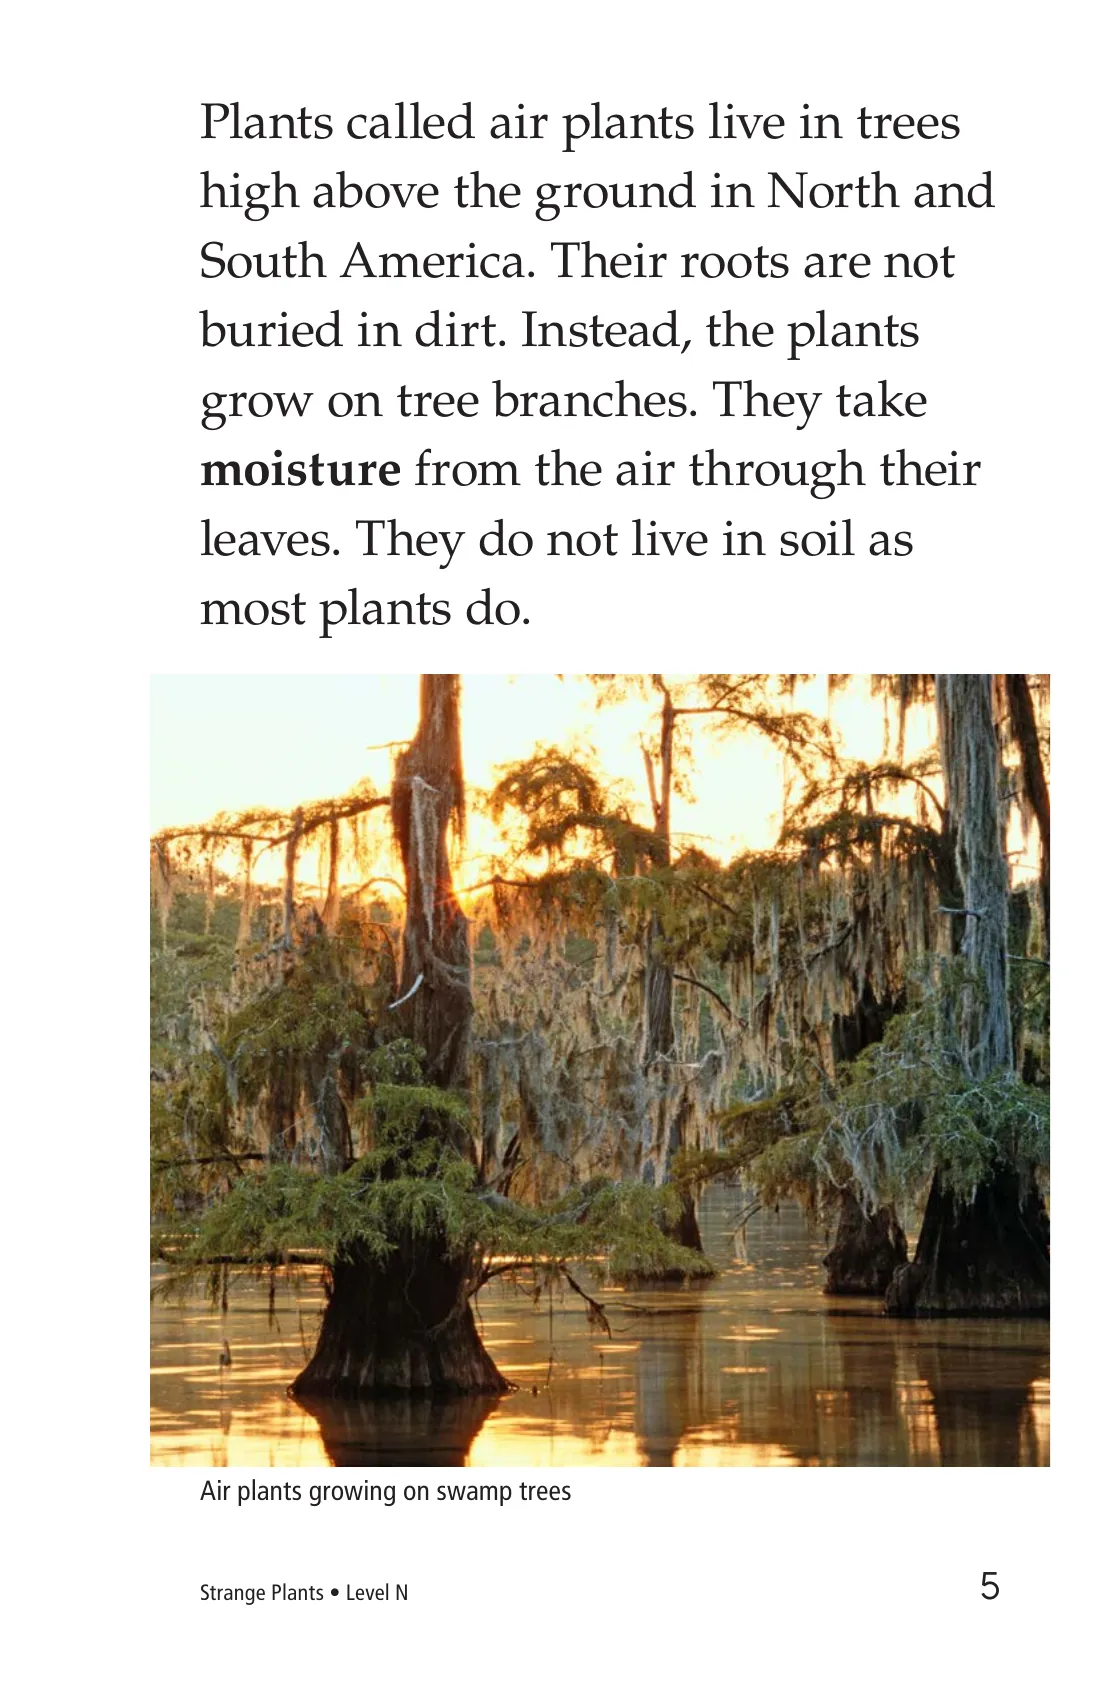 Plants called air plants live in trees
high above the ground in North and
South America. Their roots are not
buried in dirt. Instead, the plants
grow on tree branches. They take
moisture from the air through their
leaves. They do not live in soil as
most plants do.
Air plants growing on swamp trees
Strange Plants • Level N
5